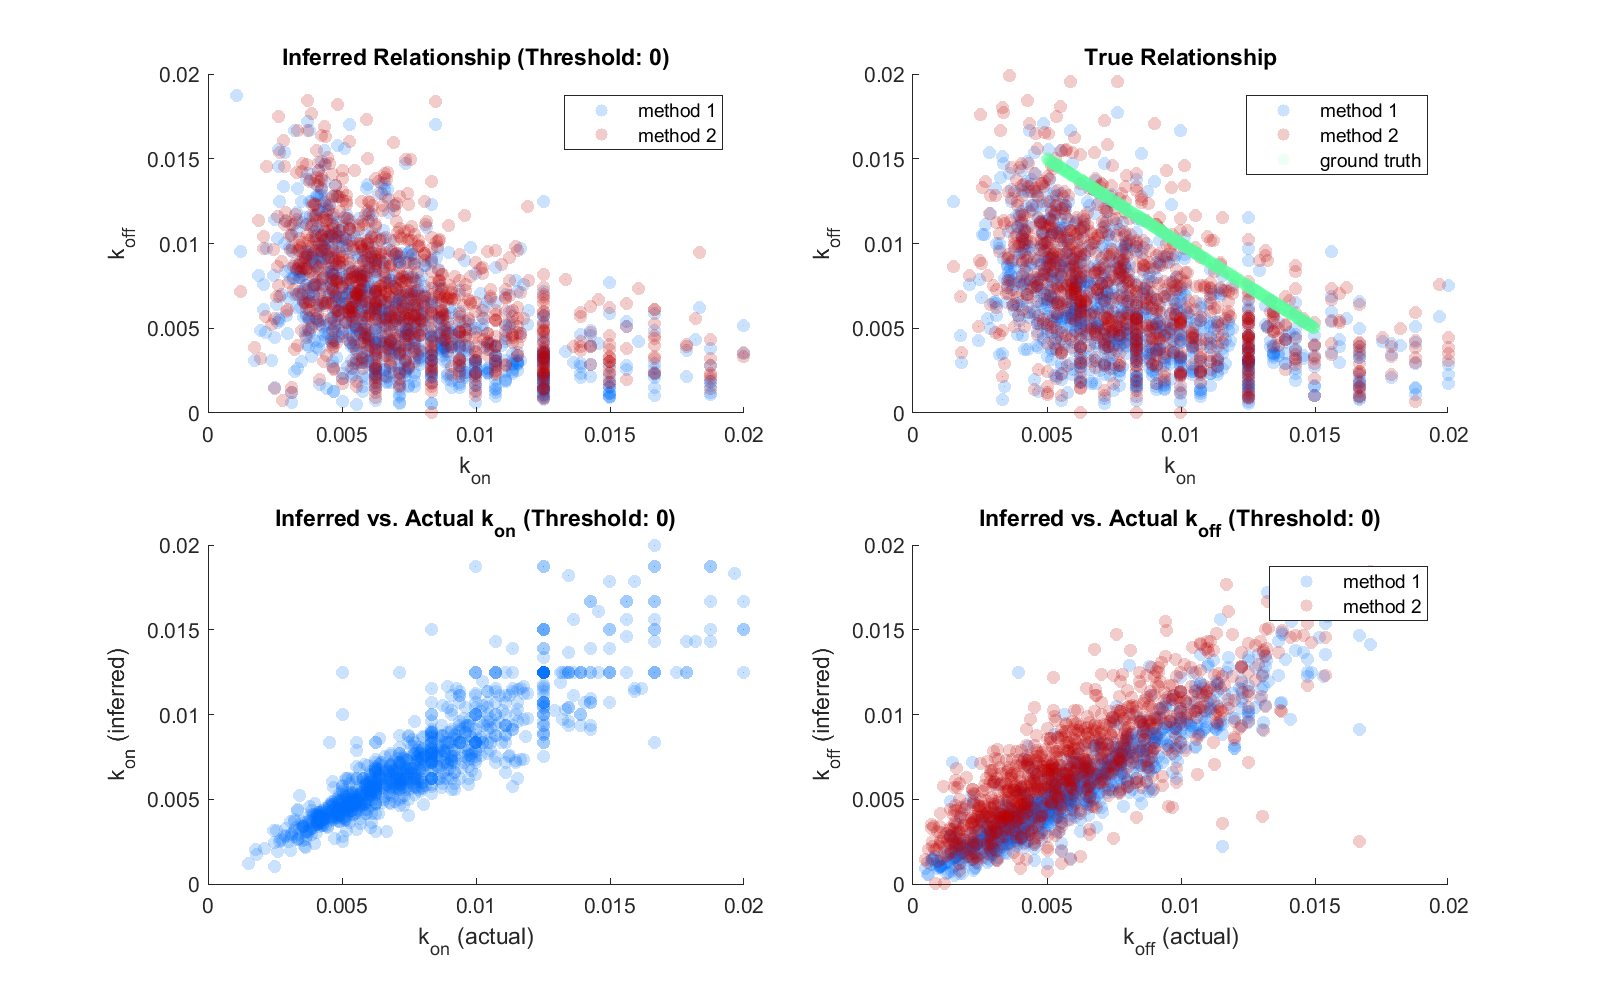 Inferred Relationship (Threshold: 0)
0.02
0.015
0.01
0.005
0
k_off
method 1
method 2
0 0.005 0.01 0.015 0.02
k_on
True Relationship
0.02
0.015
0.01
0.005
0
k_off
method 1
method 2
ground truth
0 0.005 0.01 0.015 0.02
k_on
Inferred vs. Actual k_on (Threshold: 0)
0.02
0.015
0.01
0.005
0
k_on (inferred)
0 0.005 0.01 0.015 0.02
k_on (actual)
Inferred vs. Actual k_off (Threshold: 0)
0.02
0.015
0.01
0.005
0
k_off (inferred)
method 1
method 2
0 0.005 0.01 0.015 0.02
k_off (actual)